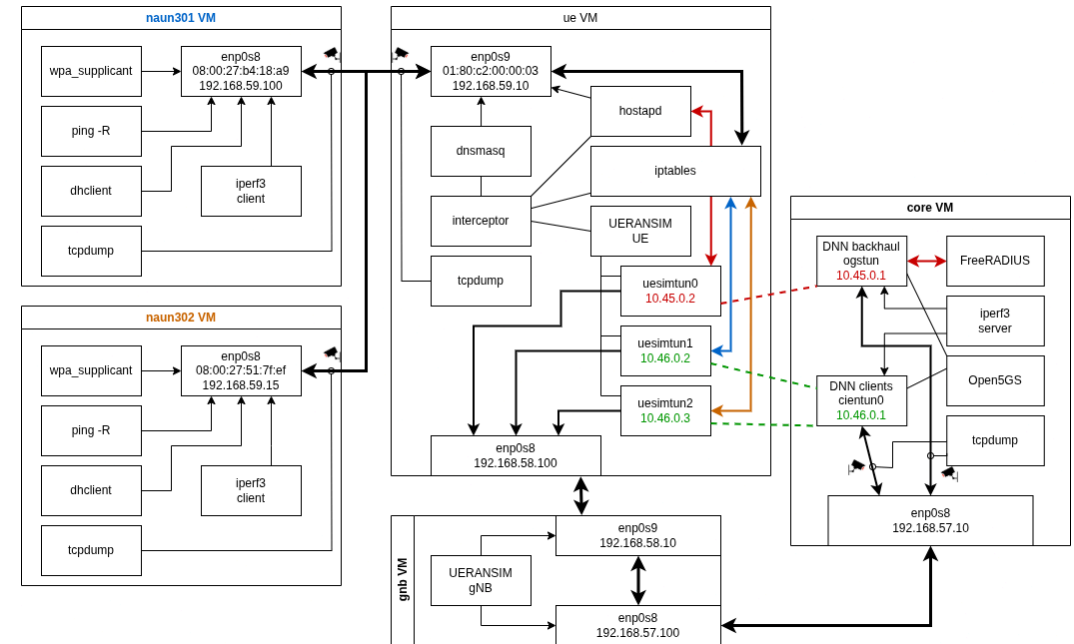 naun301 VM
wpa_supplicant
ping -R
dhclient
tcpdump
enp0s8
08:00:27:b4:18:a9
192.168.59.100
iperf3
client
naun302 VM
wpa_supplicant
ping -R
dhclient
tcpdump
enp0s8
08:00:27:51:7f:ef
192.168.59.15
iperf3
client
ue VM
enp0s9
01:80:c2:00:00:03
192.168.59.10
hostapd
dnsmasq
iptables
interceptor
UERANSIM
UE
tcpdump
uesimtun0
10.45.0.2
uesimtun1
10.46.0.2
uesimtun2
10.46.0.3
enp0s8
192.168.58.100
gnb VM
enp0s9
192.168.58.10
UERANSIM
gNB
enp0s8
192.168.57.100
core VM
DNN backhaul
ogstun
10.45.0.1
FreeRADIUS
iperf3
server
Open5GS
DNN clients
cientun0
10.46.0.1
tcpdump
enp0s8
192.168.57.10